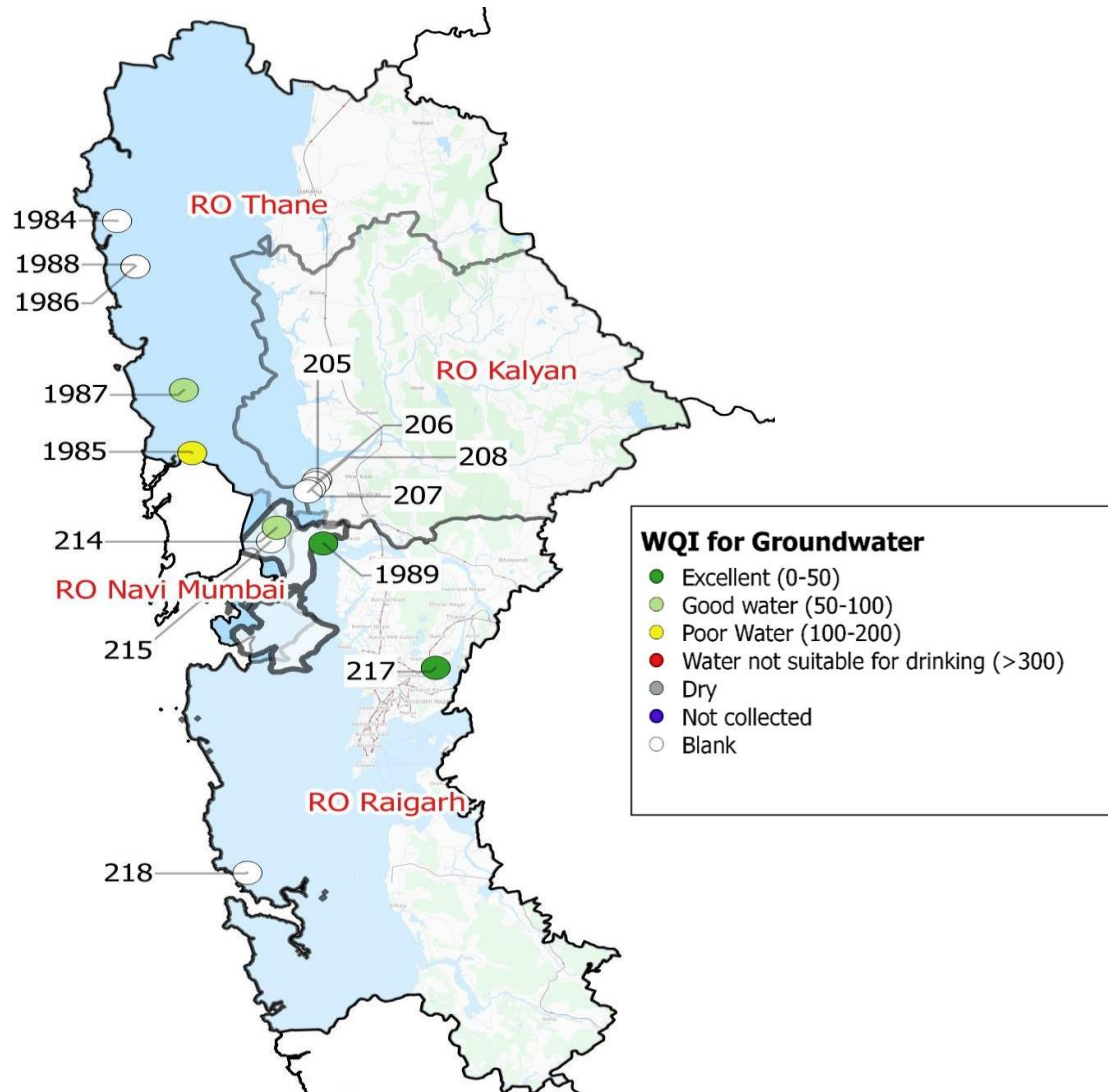 RO Thane
1984
1988
1986
205
RO Kalyan
1987
206
1985
208
207
214
1989
RO Navi Mumbai
215
217
RO Raigarh
218
WQI for Groundwater
Excellent (0-50)
Good water (50-100)
Poor Water (100-200)
Water not suitable for drinking (>300)
Dry
Not collected
Blank